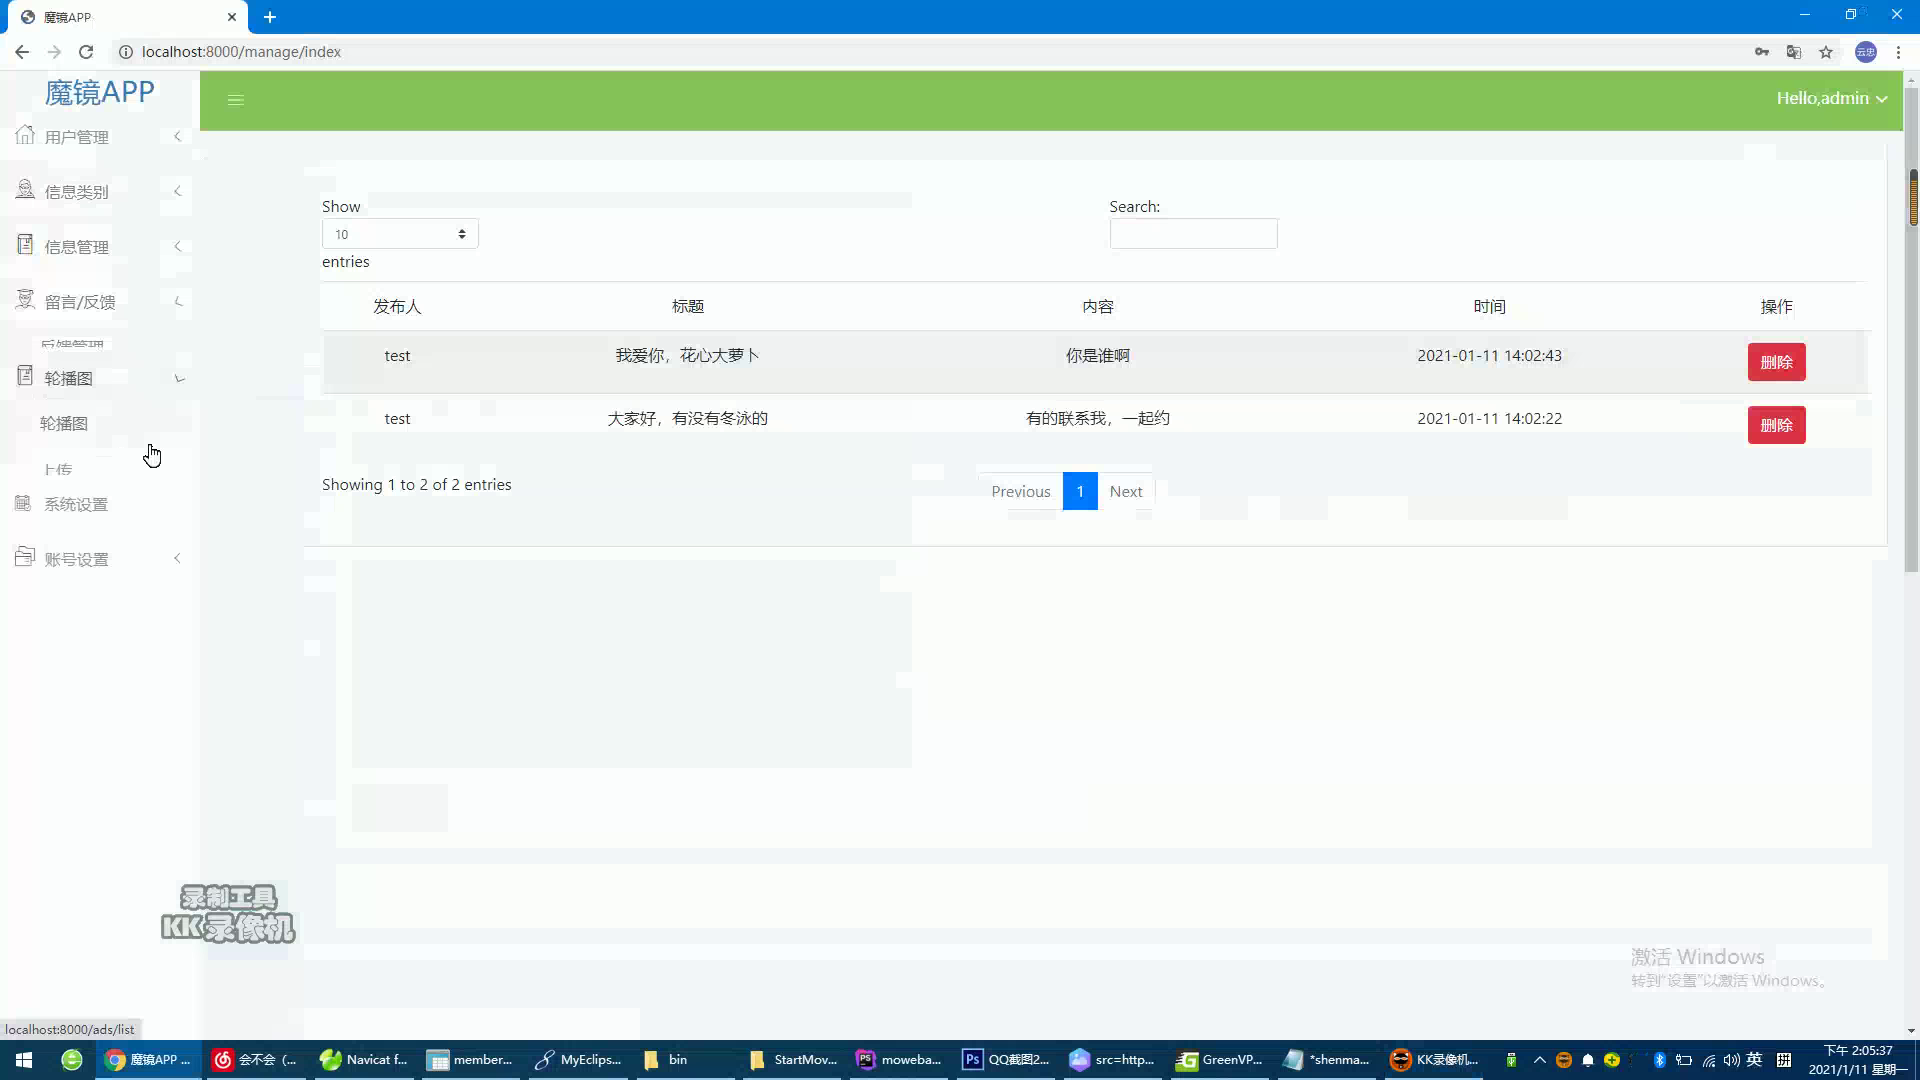 魔镜APP
localhost:8000/manage/index
云忠
魔镜APP
Hello,admin
用户管理
信息类别
信息管理
留言/反馈
反馈管理
轮播图
轮播图
上传
系统设置
账号设置
Show
10
entries
Search:
发布人 标题 内容 时间 操作
test 我爱你，花心大萝卜 你是谁啊 2021-01-11 14:02:43 删除
test 大家好，有没有冬泳的 有的联系我，一起约 2021-01-11 14:02:22 删除
Showing 1 to 2 of 2 entries
Previous 1 Next
录制工具
KK录像机
激活 Windows
转到"设置"以激活 Windows。
localhost:8000/ads/list
魔镜APP ... 会不会 (... Navicat f... member... MyEclips... bin StartMov... moweba... QQ截图2... src=http... GreenVP... *shenma... KK录像机... 英 拼
下午 2:05:37
2021/1/11 星期一